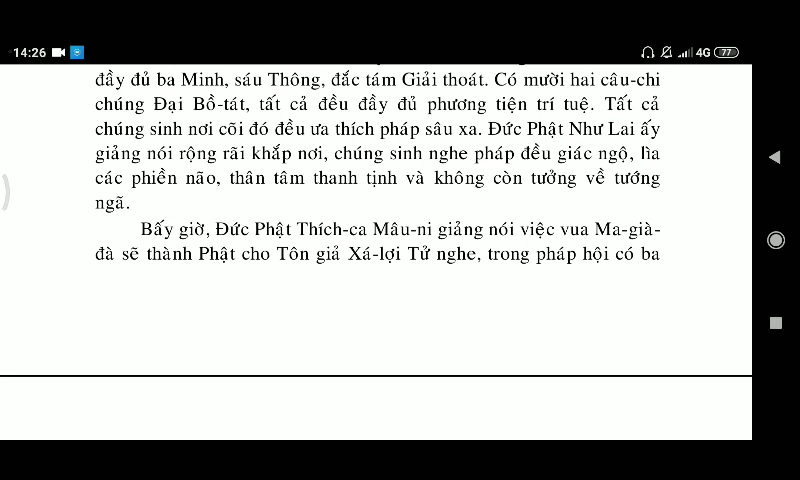 14:26
4G 77
đầy đủ ba Minh, sáu Thông, đắc tám Giải thoát. Có mười hai câu-chi
chúng Đại Bồ-tát, tất cả đều đầy đủ phương tiện trí tuệ. Tất cả
chúng sinh nơi cõi đó đều ưa thích pháp sâu xa. Đức Phật Như Lai ấy
giảng nói rộng rãi khắp nơi, chúng sinh nghe pháp đều giác ngộ, lìa
các phiền não, thân tâm thanh tịnh và không còn tưởng về tướng
ngã.
Bấy giờ, Đức Phật Thích-ca Mâu-ni giảng nói việc vua Ma-già-
đà sẽ thành Phật cho Tôn giả Xá-lợi Tử nghe, trong pháp hội có ba